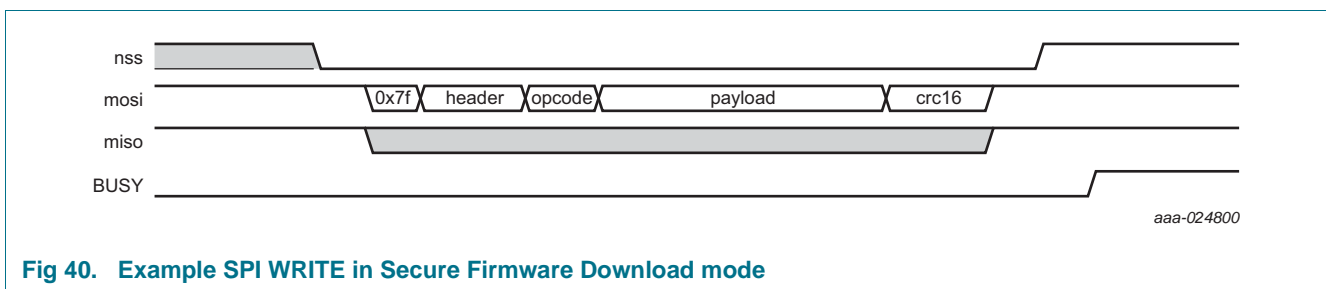 nss
mosi 0x7f header opcode payload crc16
miso
BUSY
aaa-024800
Fig 40. Example SPI WRITE in Secure Firmware Download mode